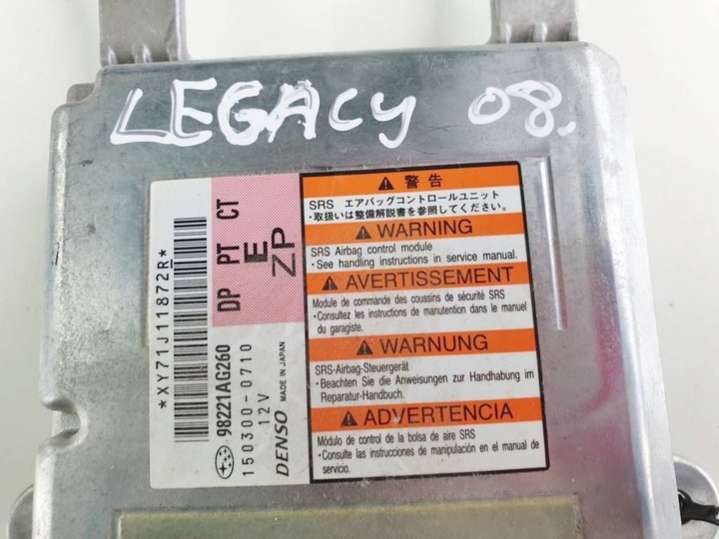 LEGACY 08.
*XY71J11872R*
DP PT CT
E
ZP
98221AG260
150300-0710
12V
DENSO MADE IN JAPAN
警告
SRS エアバッグコントロールユニット
・取扱いは整備解説書を参照してください。
WARNING
SRS Airbag control module
・See handling instructions in service manual.
AVERTISSEMENT
Module de commande des coussins de sécurité SRS
・Consultez les instructions de manutention dans le manuel
du garagiste.
WARNUNG
SRS-Airbag-Steuergerät
・Beachten Sie die Anweisungen zur Handhabung im
Reparatur-Handbuch.
ADVERTENCIA
Módulo de control de la bolsa de aire SRS
・Consulte las instrucciones de manipulación en el manual de
servicio.